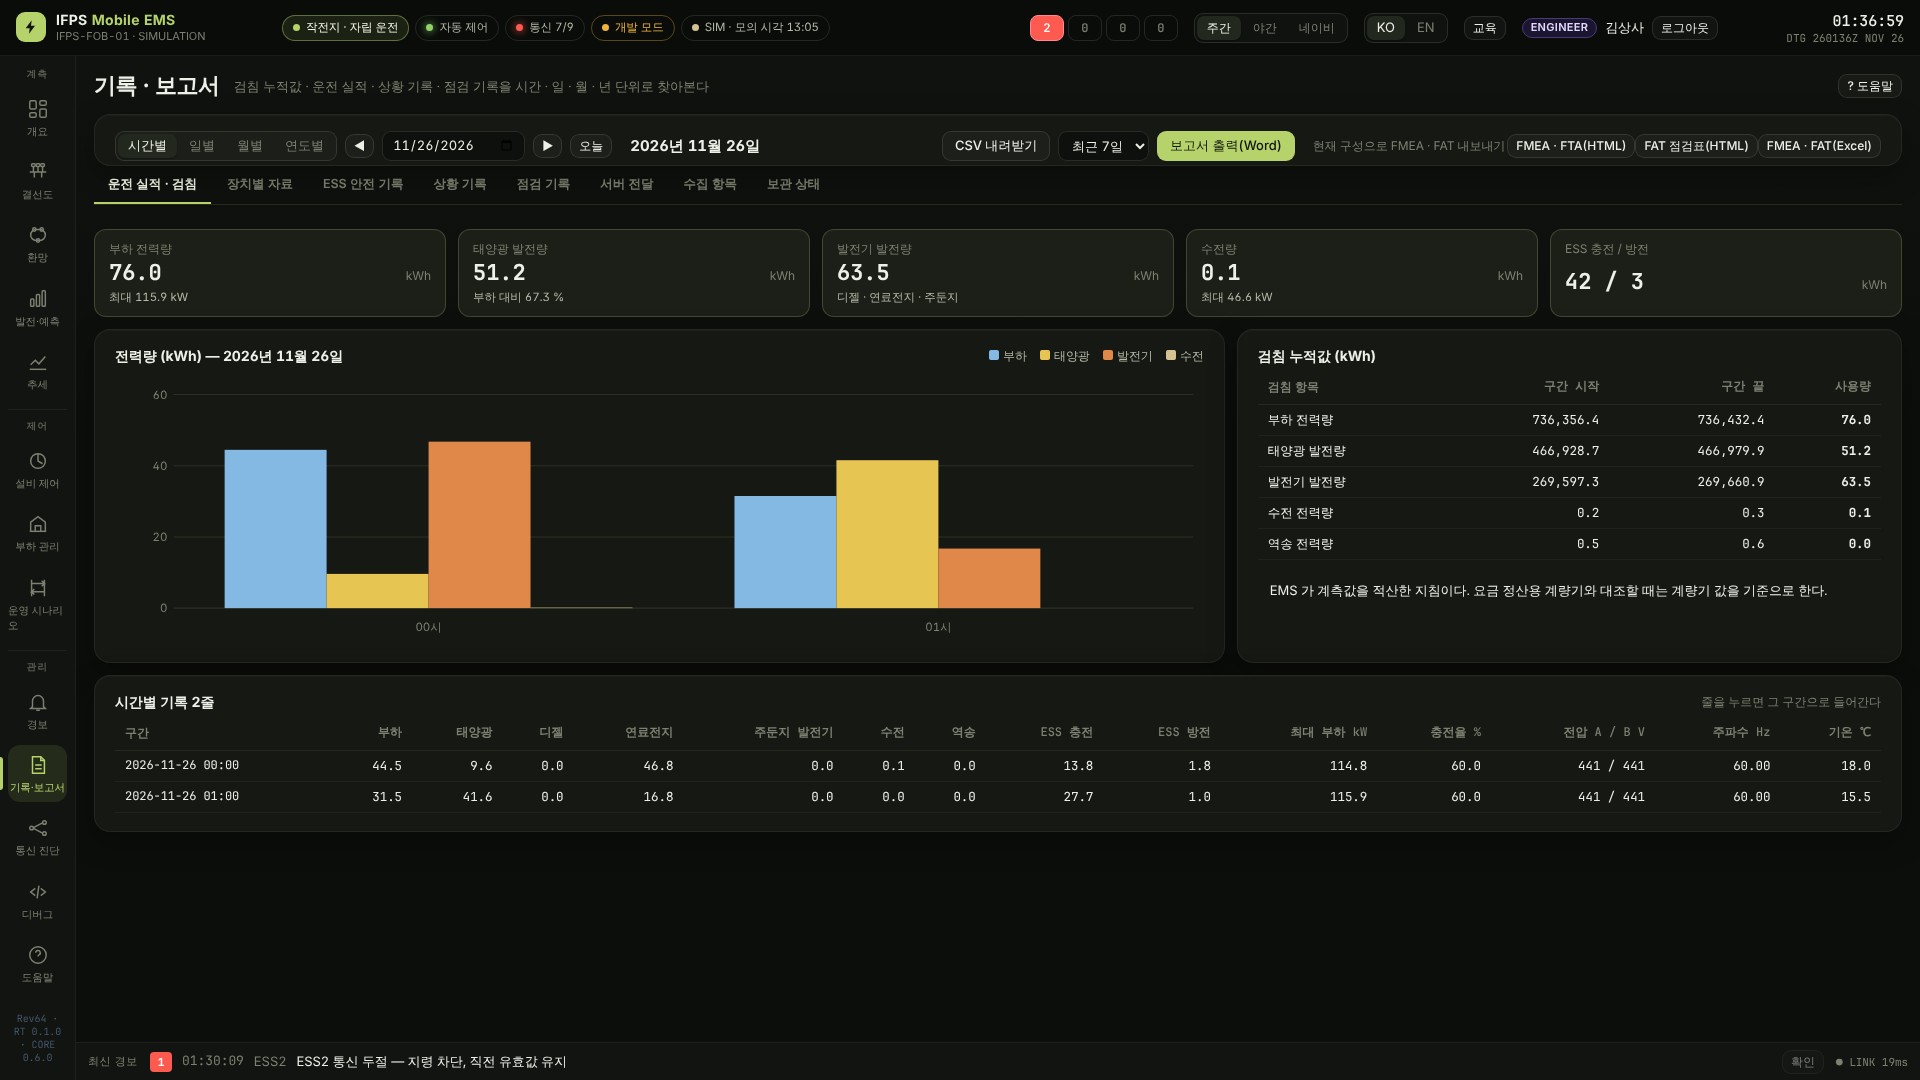 IFPS Mobile EMS
IFPS-FOB-01 · SIMULATION
작전지 · 자립 운전
자동 제어
통신 7/9
개발 모드
SIM · 모의 시각 13:05
2 0 0 0
주간 야간 네이비
KO EN
교육
ENGINEER 김상사 로그아웃
01:36:59
DTG 260136Z NOV 26
계측
개요
결선도
환망
발전·예측
추세
제어
설비 제어
부하 관리
운영 시나리
오
관리
경보
기록·보고서
통신 진단
디버그
도움말
Rev64 ·
RT 0.1.0
· CORE
0.6.0
기록 · 보고서
검침 누적값 · 운전 실적 · 상황 기록 · 점검 기록을 시간 · 일 · 월 · 년 단위로 찾아본다
? 도움말
시간별 일별 월별 연도별
◀ 11/26/2026 ▶ 오늘
2026년 11월 26일
CSV 내려받기
최근 7일
보고서 출력(Word)
현재 구성으로 FMEA · FAT 내보내기
FMEA · FTA(HTML)
FAT 점검표(HTML)
FMEA · FAT(Excel)
운전 실적 · 검침 장치별 자료 ESS 안전 기록 상황 기록 점검 기록 서버 전달 수집 항목 보관 상태
부하 전력량
76.0 kWh
최대 115.9 kW
태양광 발전량
51.2 kWh
부하 대비 67.3 %
발전기 발전량
63.5 kWh
디젤 · 연료전지 · 주둔지
수전량
0.1 kWh
최대 46.6 kW
ESS 충전 / 방전
42 / 3 kWh
전력량 (kWh) — 2026년 11월 26일
부하 태양광 발전기 수전
60
40
20
0
00시 01시
검침 누적값 (kWh)
검침 항목 구간 시작 구간 끝 사용량
부하 전력량 736,356.4 736,432.4 76.0
태양광 발전량 466,928.7 466,979.9 51.2
발전기 발전량 269,597.3 269,660.9 63.5
수전 전력량 0.2 0.3 0.1
역송 전력량 0.5 0.6 0.0
EMS 가 계측값을 적산한 지침이다. 요금 정산용 계량기와 대조할 때는 계량기 값을 기준으로 한다.
시간별 기록 2줄
줄을 누르면 그 구간으로 들어간다
구간 부하 태양광 디젤 연료전지 주둔지 발전기 수전 역송 ESS 충전 ESS 방전 최대 부하 kW 충전율 % 전압 A / B V 주파수 Hz 기온 ℃
2026-11-26 00:00 44.5 9.6 0.0 46.8 0.0 0.1 0.0 13.8 1.8 114.8 60.0 441 / 441 60.00 18.0
2026-11-26 01:00 31.5 41.6 0.0 16.8 0.0 0.0 0.0 27.7 1.0 115.9 60.0 441 / 441 60.00 15.5
최신 경보 1 01:30:09 ESS2 ESS2 통신 두절 — 지령 차단, 직전 유효값 유지
확인
LINK 19ms